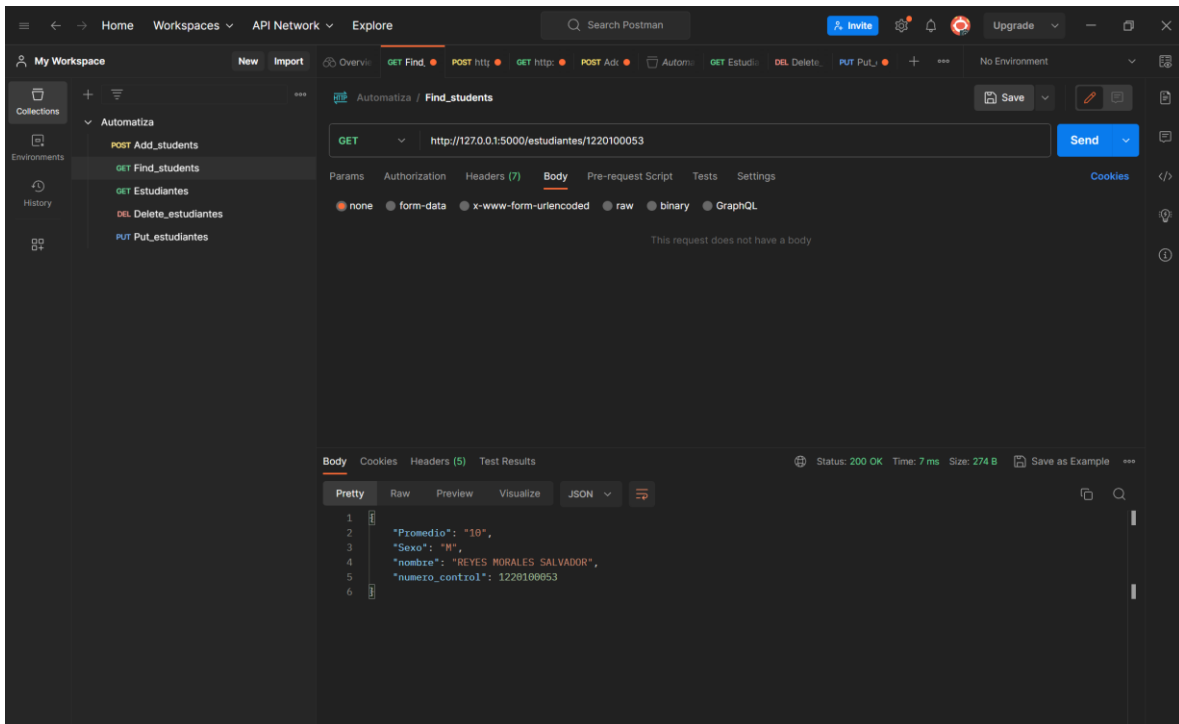 Home Workspaces API Network Explore Search Postman Invite Upgrade
My Workspace New Import Overvie GET Find_ POST htt GET http: POST Adc Automa GET Estudia DEL Delete_ PUT Put_ No Environment
Collections
Environments
History
Automatiza
POST Add_students
GET Find_students
GET Estudiantes
DEL Delete_estudiantes
PUT Put_estudiantes
HTTP Automatiza / Find_students Save
GET http://127.0.0.1:5000/estudiantes/1220100053 Send
Params Authorization Headers (7) Body Pre-request Script Tests Settings Cookies
none form-data x-www-form-urlencoded raw binary GraphQL
This request does not have a body
Body Cookies Headers (5) Test Results Status: 200 OK Time: 7 ms Size: 274 B Save as Example
Pretty Raw Preview Visualize JSON
1 {
2 "Promedio": "10",
3 "Sexo": "M",
4 "nombre": "REYES MORALES SALVADOR",
5 "numero_control": 1220100053
6 }